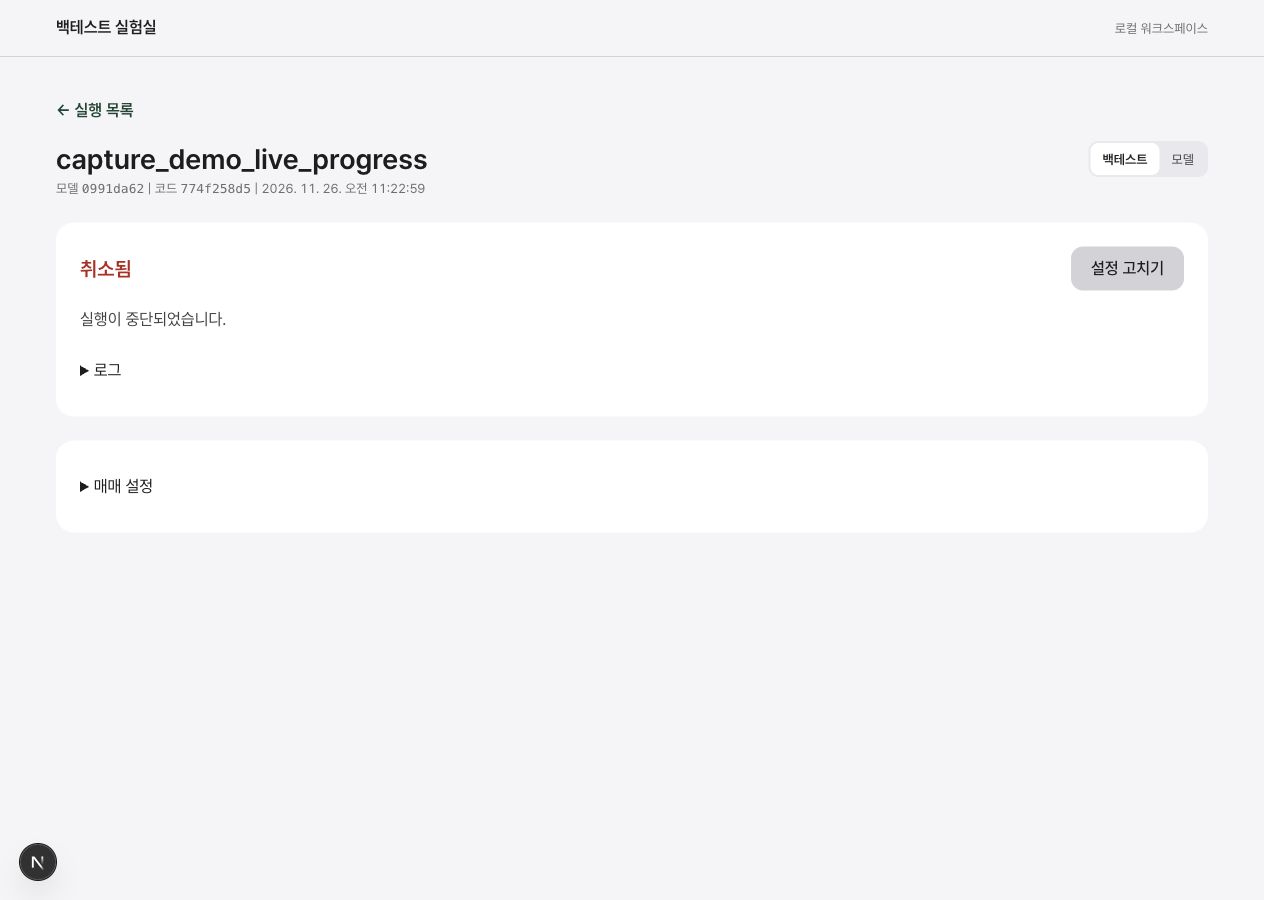 백테스트 실험실
로컬 워크스페이스
← 실행 목록
capture_demo_live_progress
백테스트 모델
모델 0991da62 | 코드 774f258d5 | 2026. 11. 26. 오전 11:22:59
취소됨
설정 고치기
실행이 중단되었습니다.
▶ 로그
▶ 매매 설정
N